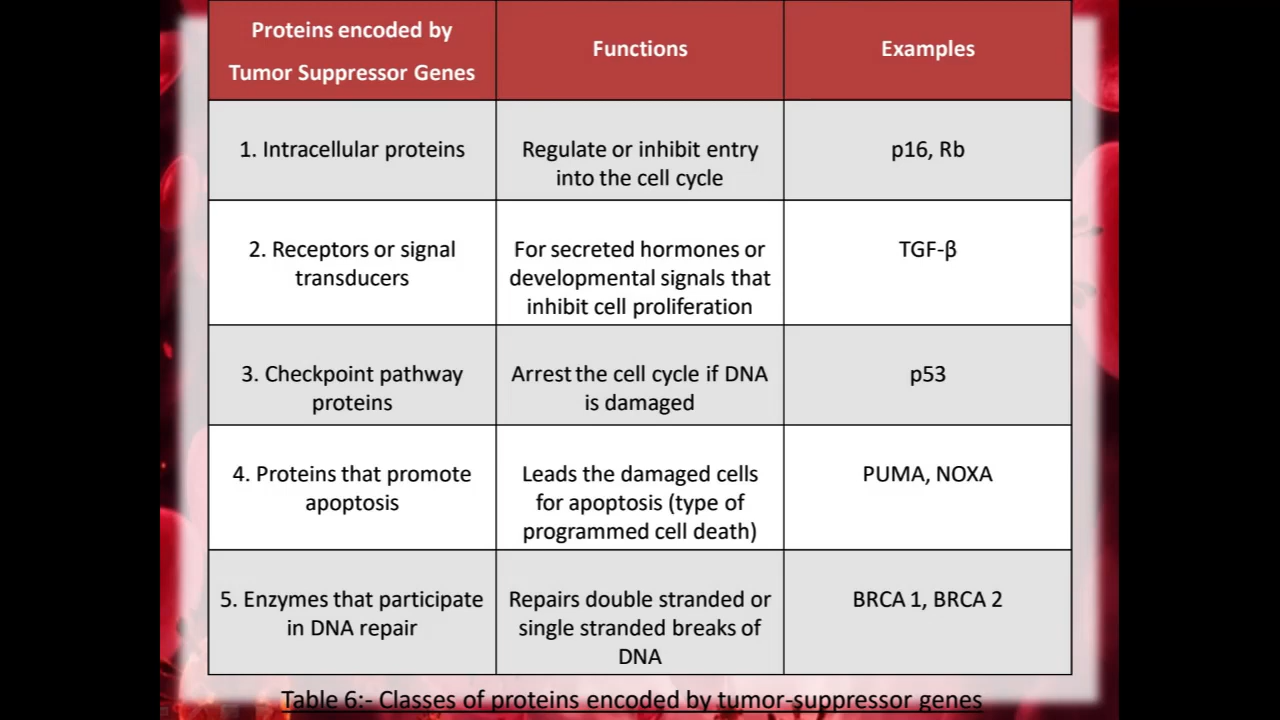 Proteins encoded by
Tumor Suppressor Genes
Functions
Examples
1. Intracellular proteins
Regulate or inhibit entry
into the cell cycle
p16, Rb
2. Receptors or signal
transducers
For secreted hormones or
developmental signals that
inhibit cell proliferation
TGF-β
3. Checkpoint pathway
proteins
Arrest the cell cycle if DNA
is damaged
p53
4. Proteins that promote
apoptosis
Leads the damaged cells
for apoptosis (type of
programmed cell death)
PUMA, NOXA
5. Enzymes that participate
in DNA repair
Repairs double stranded or
single stranded breaks of
DNA
BRCA 1, BRCA 2
Table 6:- Classes of proteins encoded by tumor-suppressor genes